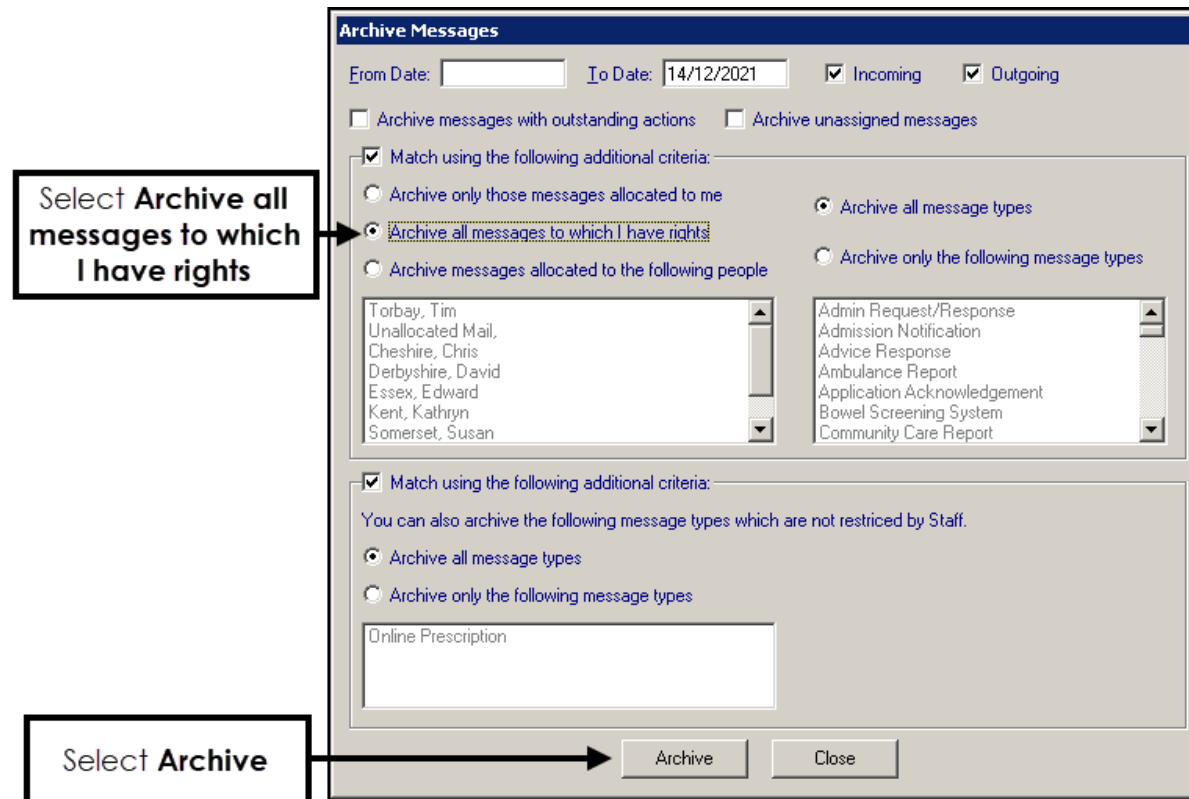 Archive Messages
From Date: To Date: 14/12/2021 Incoming Outgoing
Archive messages with outstanding actions Archive unassigned messages
Match using the following additional criteria:
Select Archive all
messages to which
I have rights
Archive only those messages allocated to me
Archive all messages to which I have rights
Archive messages allocated to the following people
Archive all message types
Archive only the following message types
Torbay, Tim
Unallocated Mail,
Cheshire, Chris
Derbyshire, David
Essex, Edward
Kent, Kathryn
Somerset, Susan
Admin Request/Response
Admission Notification
Advice Response
Ambulance Report
Application Acknowledgement
Bowel Screening System
Community Care Report
Match using the following additional criteria:
You can also archive the following message types which are not restriced by Staff.
Archive all message types
Archive only the following message types
Online Prescription
Select Archive
Archive Close